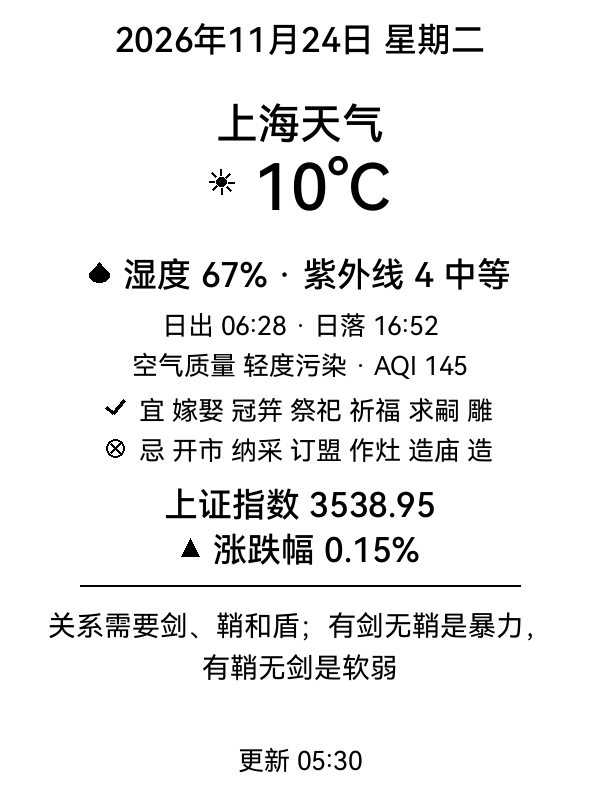 2026年11月24日 星期二
上海天气
10°C
湿度 67% · 紫外线 4 中等
日出 06:28 · 日落 16:52
空气质量 轻度污染 · AQI 145
宜 嫁娶 冠笄 祭祀 祈福 求嗣 雕
忌 开市 纳采 订盟 作灶 造庙 造
上证指数 3538.95
▲ 涨跌幅 0.15%
关系需要剑、鞘和盾；有剑无鞘是暴力，
有鞘无剑是软弱
更新 05:30